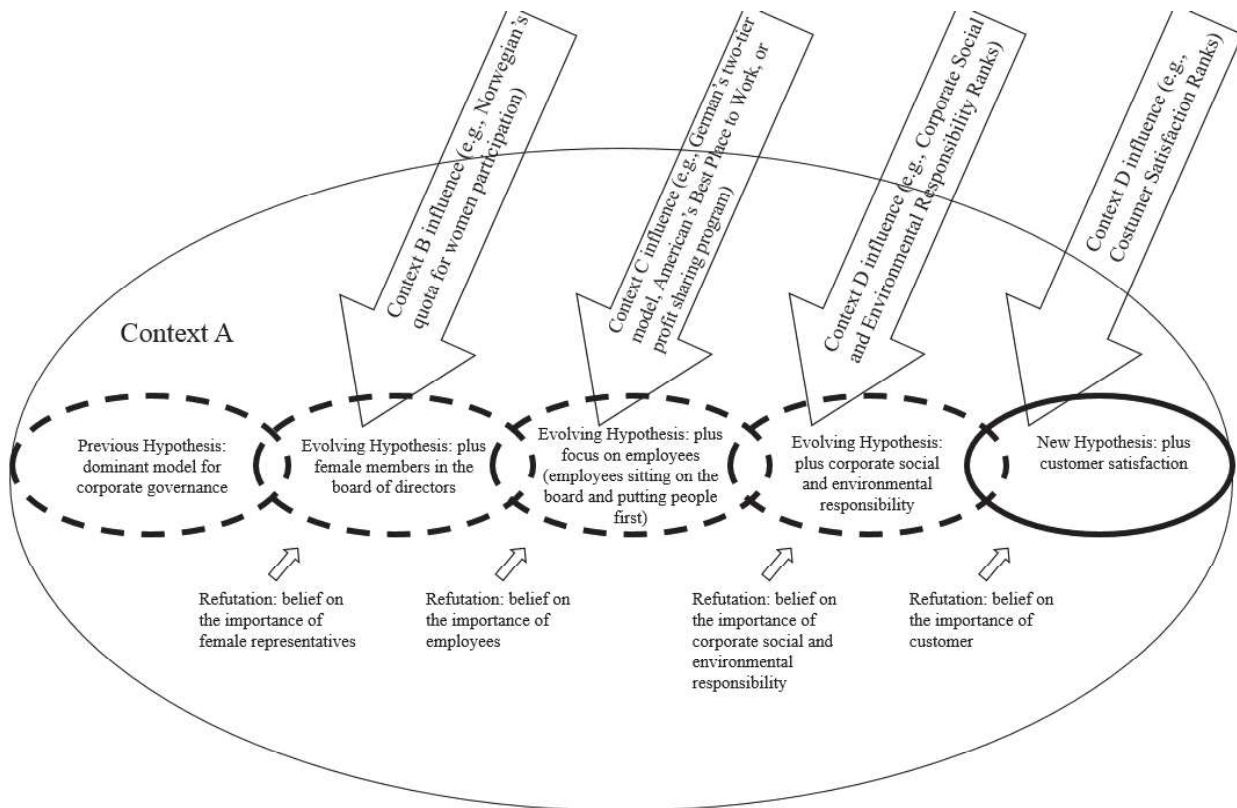 Context B influence (e.g., Norwegian's
quota for women participation)
Context C influence (e.g., German's two-tier
model, American's Best Place to Work, or
profit sharing program)
Context D influence (e.g., Corporate Social
and Environmental Responsibility Ranks)
Context D influence (e.g.,
Costumer Satisfaction Ranks)
Context A
Previous Hypothesis:
dominant model for
corporate governance
Evolving Hypothesis: plus
female members in the
board of directors
Evolving Hypothesis: plus
focus on employees
(employees sitting on the
board and putting people
first)
Evolving Hypothesis:
plus corporate social
and environmental
responsibility
New Hypothesis: plus
customer satisfaction
Refutation: belief on
the importance of
female representatives
Refutation: belief on
the importance of
employees
Refutation: belief on
the importance of
corporate social and
environmental
responsibility
Refutation: belief on
the importance of
customer